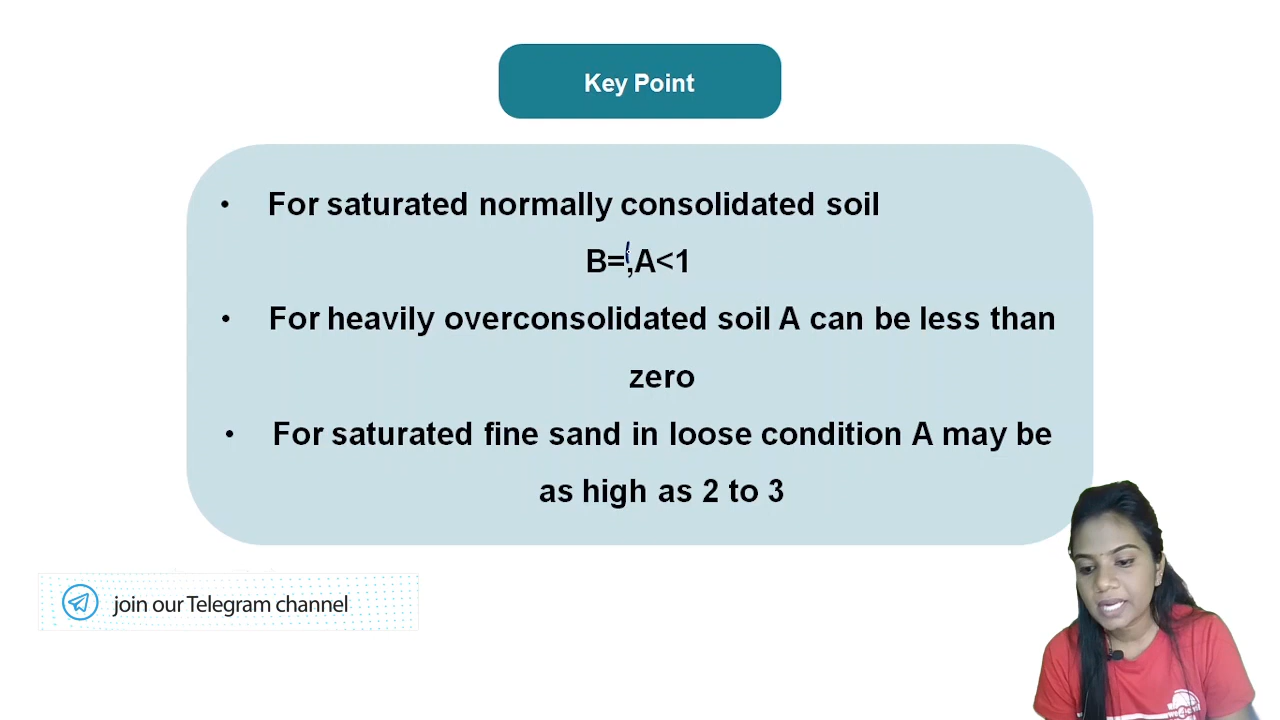 Key Point
• For saturated normally consolidated soil
B=1,A<1
• For heavily overconsolidated soil A can be less than
zero
• For saturated fine sand in loose condition A may be
as high as 2 to 3
join our Telegram channel